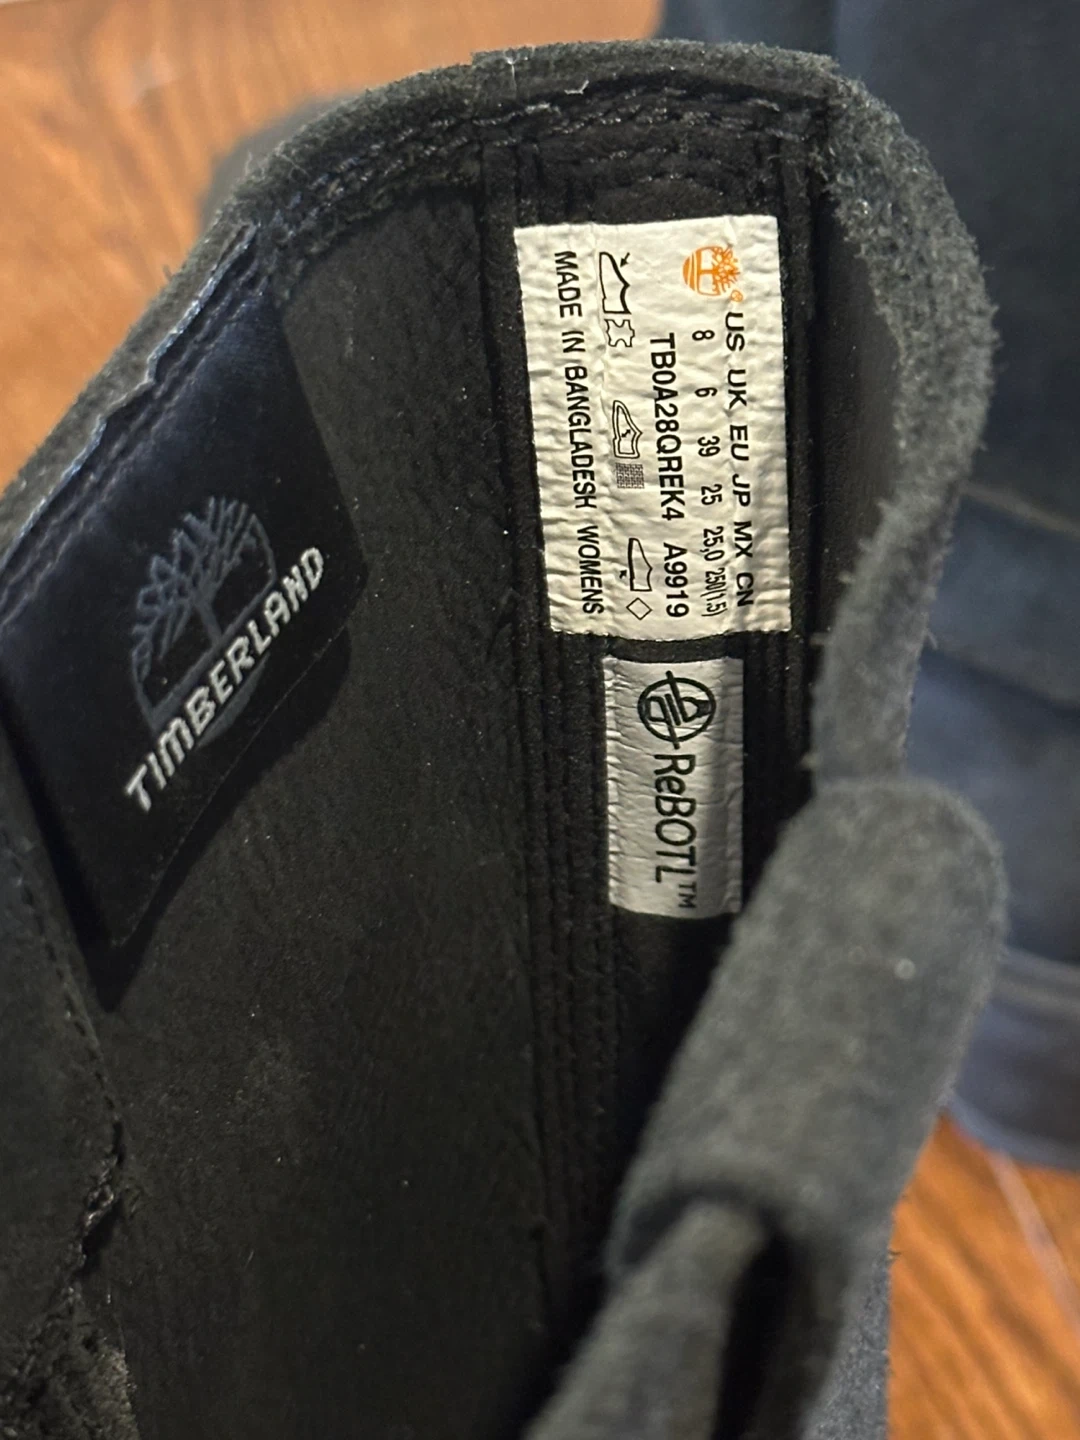 TIMBERLAND
®
US UK EU JP MX CN
8 6 39 25 25,0 250(1.5)
TB0A28QREK4 A9919
MADE IN BANGLADESH WOMENS
ReBOTL™